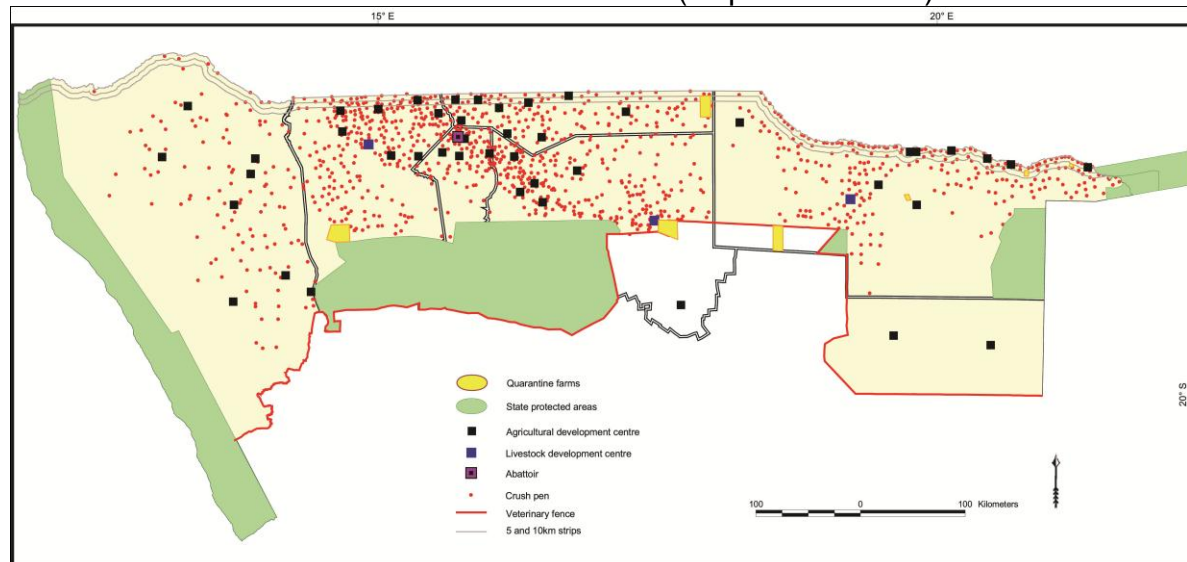 15° E
20° E
Quarantine farms
State protected areas
Agricultural development centre
Livestock development centre
Abattoir
Crush pen
Veterinary fence
5 and 10km strips
100 0 100 Kilometers
20° S